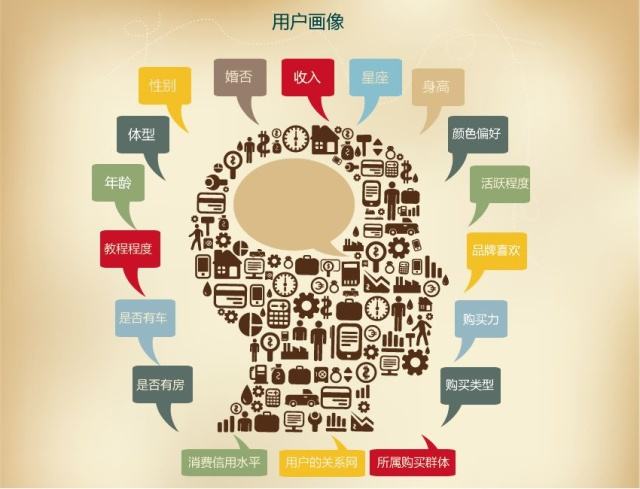 用户画像
性别
婚否
收入
星座
身高
体型
颜色偏好
年龄
活跃程度
教程程度
品牌喜欢
是否有车
购买力
是否有房
购买类型
消费信用水平
用户的关系网
所属购买群体